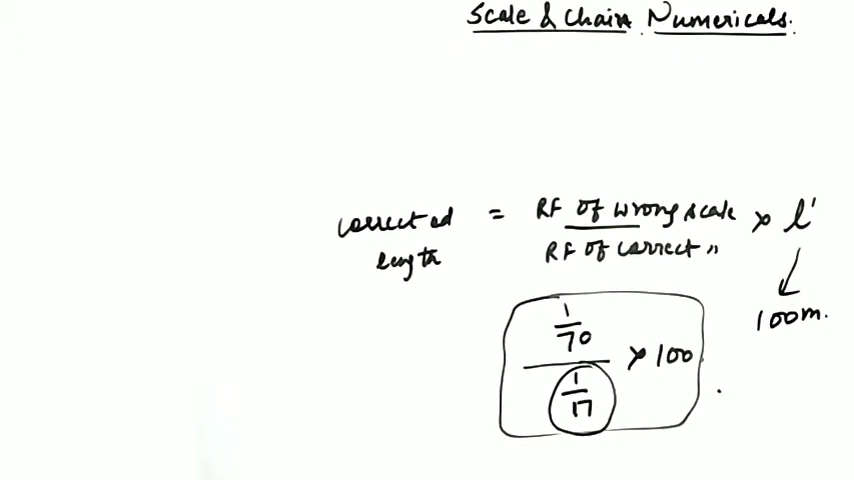 Scale & Chain Numericals.
corrected length = RF of wrong scale / RF of correct " × l'
100m.
1/70 / 1/17 × 100